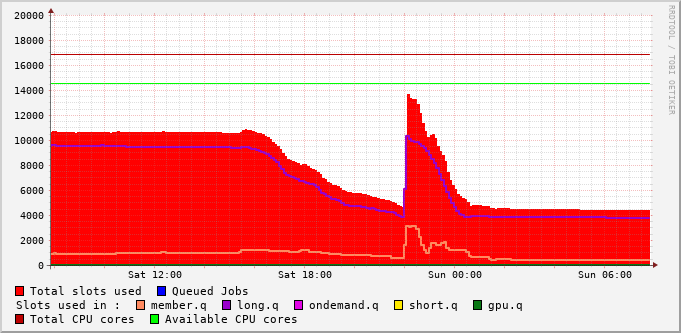 20000
18000
16000
14000
12000
10000
8000
6000
4000
2000
0
Sat 12:00 Sat 18:00 Sun 00:00 Sun 06:00
RRDTOOL / TOBI OETIKER
Total slots used Queued Jobs
Slots used in : member.q long.q ondemand.q short.q gpu.q
Total CPU cores Available CPU cores